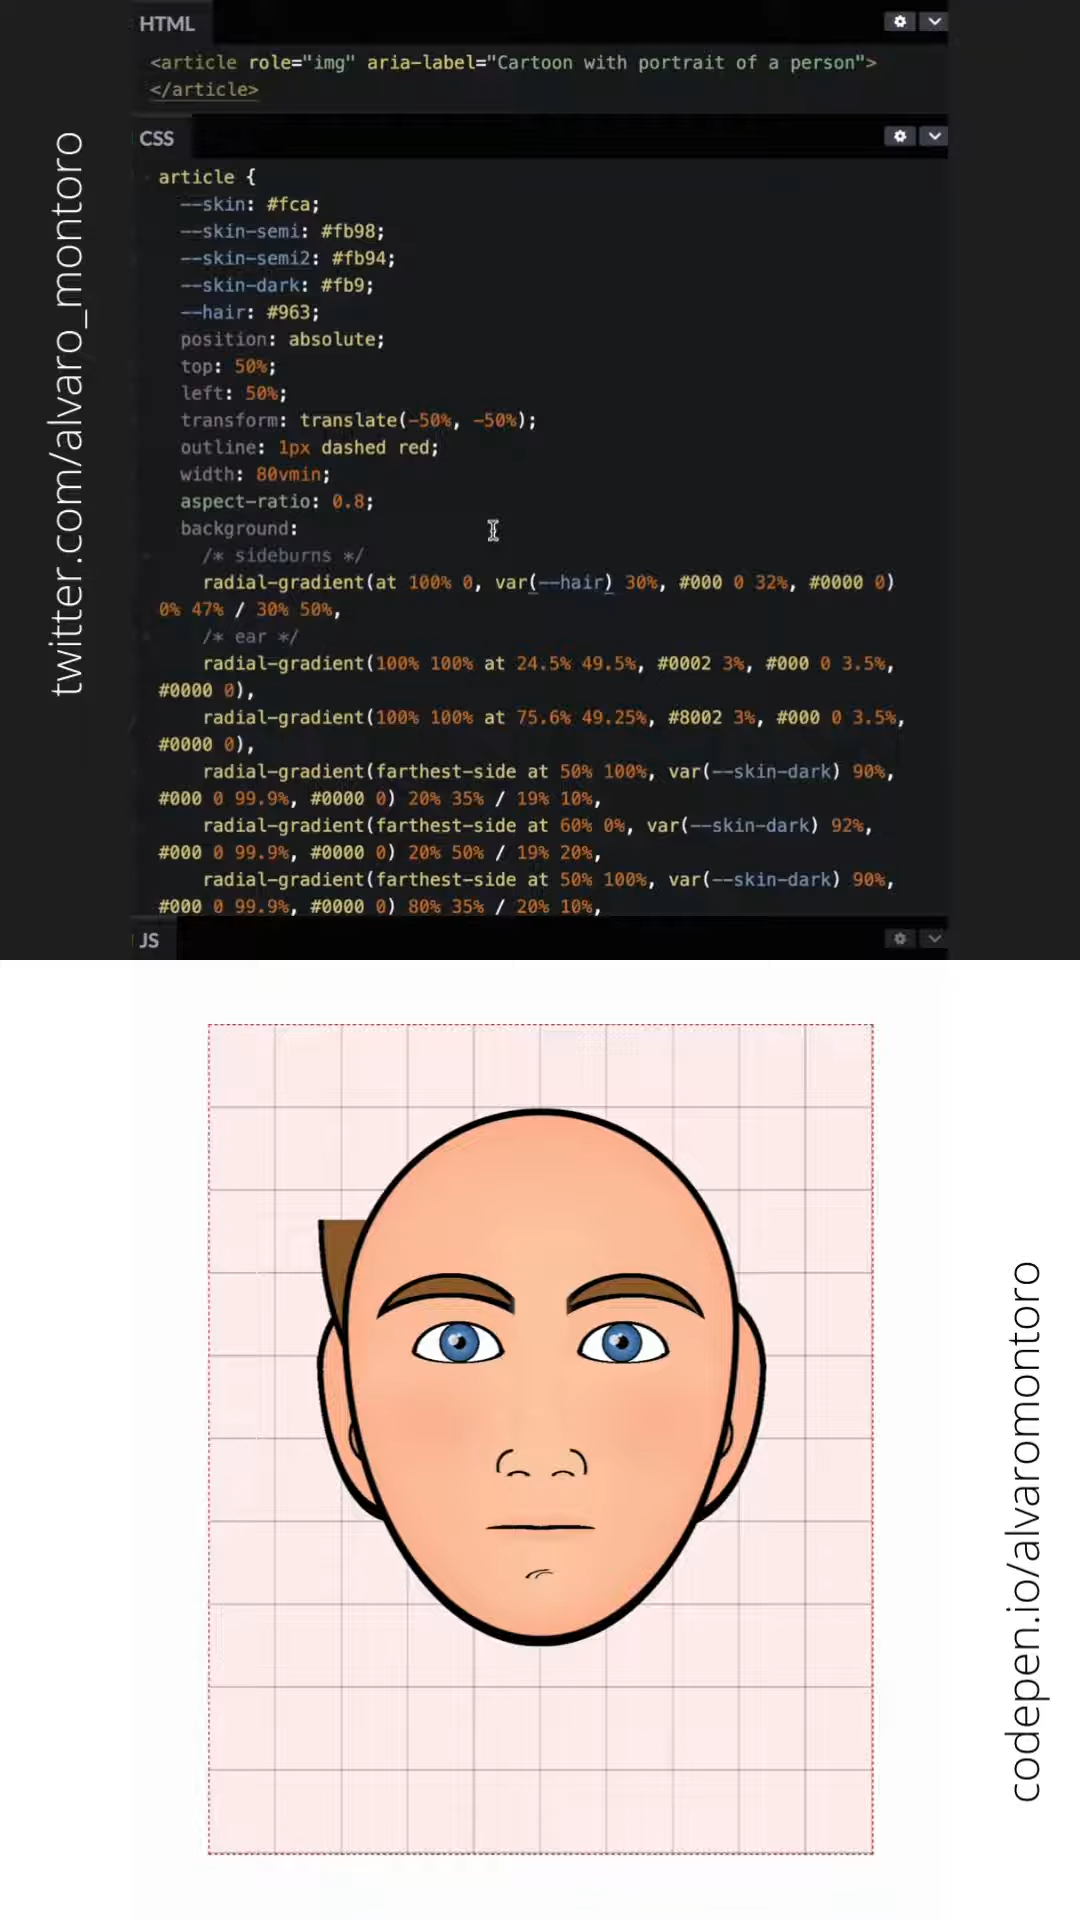 HTML
<article role="img" aria-label="Cartoon with portrait of a person">
</article>
CSS
article {
--skin: #fca;
--skin-semi: #fb98;
--skin-semi2: #fb94;
--skin-dark: #fb9;
--hair: #963;
position: absolute;
top: 50%;
left: 50%;
transform: translate(-50%, -50%);
outline: 1px dashed red;
width: 80vmin;
aspect-ratio: 0.8;
background:
/* sideburns */
radial-gradient(at 100% 0, var(--hair) 30%, #000 0 32%, #0000 0)
0% 47% / 30% 50%,
/* ear */
radial-gradient(100% 100% at 24.5% 49.5%, #0002 3%, #000 0 3.5%,
#0000 0),
radial-gradient(100% 100% at 75.6% 49.25%, #8002 3%, #000 0 3.5%,
#0000 0),
radial-gradient(farthest-side at 50% 100%, var(--skin-dark) 90%,
#000 0 99.9%, #0000 0) 20% 35% / 19% 10%,
radial-gradient(farthest-side at 60% 0%, var(--skin-dark) 92%,
#000 0 99.9%, #0000 0) 20% 50% / 19% 20%,
radial-gradient(farthest-side at 50% 100%, var(--skin-dark) 90%,
#000 0 99.9%, #0000 0) 80% 35% / 20% 10%,
JS
twitter.com/alvaro_montoro
codepen.io/alvaromontoro